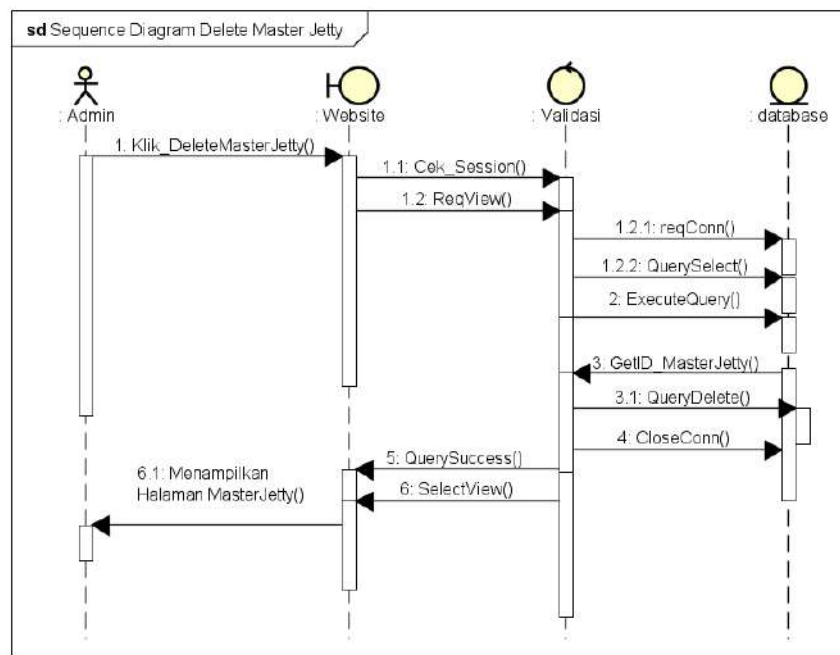 sd Sequence Diagram Delete Master Jetty
: Admin
: Website
: Validasi
: database
1. Klik_DeleteMasterJetty()
1.1: Cek_Session()
1.2: ReqView()
1.2.1: reqConn()
1.2.2: QuerySelect()
2: ExecuteQuery()
3: GetID_MasterJetty()
3.1: QueryDelete()
4: CloseConn()
5: QuerySuccess()
6: SelectView()
6.1: Menampilkan
Halaman MasterJetty()